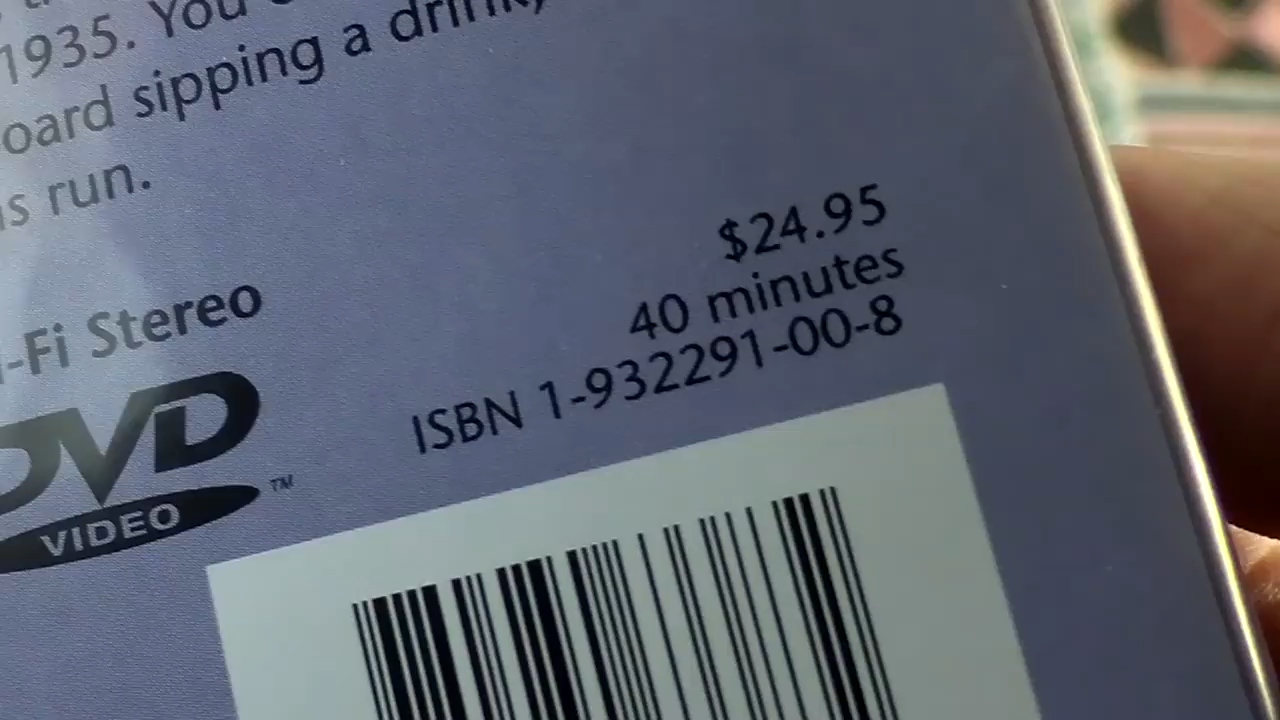 1935. You
oard sipping a drink,
is run.
$24.95
40 minutes
ISBN 1-932291-00-8
-Fi Stereo
DVD
VIDEO
TM